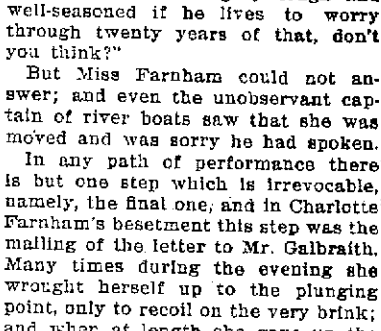 well-seasoned if he lives to worry
through twenty years of that, don't
you think?"
But Miss Farnham could not an-
swer; and even the unobservant cap-
tain of river boats saw that she was
moved and was sorry he had spoken.
In any path of performance there
is but one step which is irrevocable,
namely, the final one, and in Charlotte
Farnham's besetment this step was the
mailing of the letter to Mr. Galbraith.
Many times during the evening she
wrought herself up to the plunging
point, only to recoil on the very brink;
and when at length she gave up the